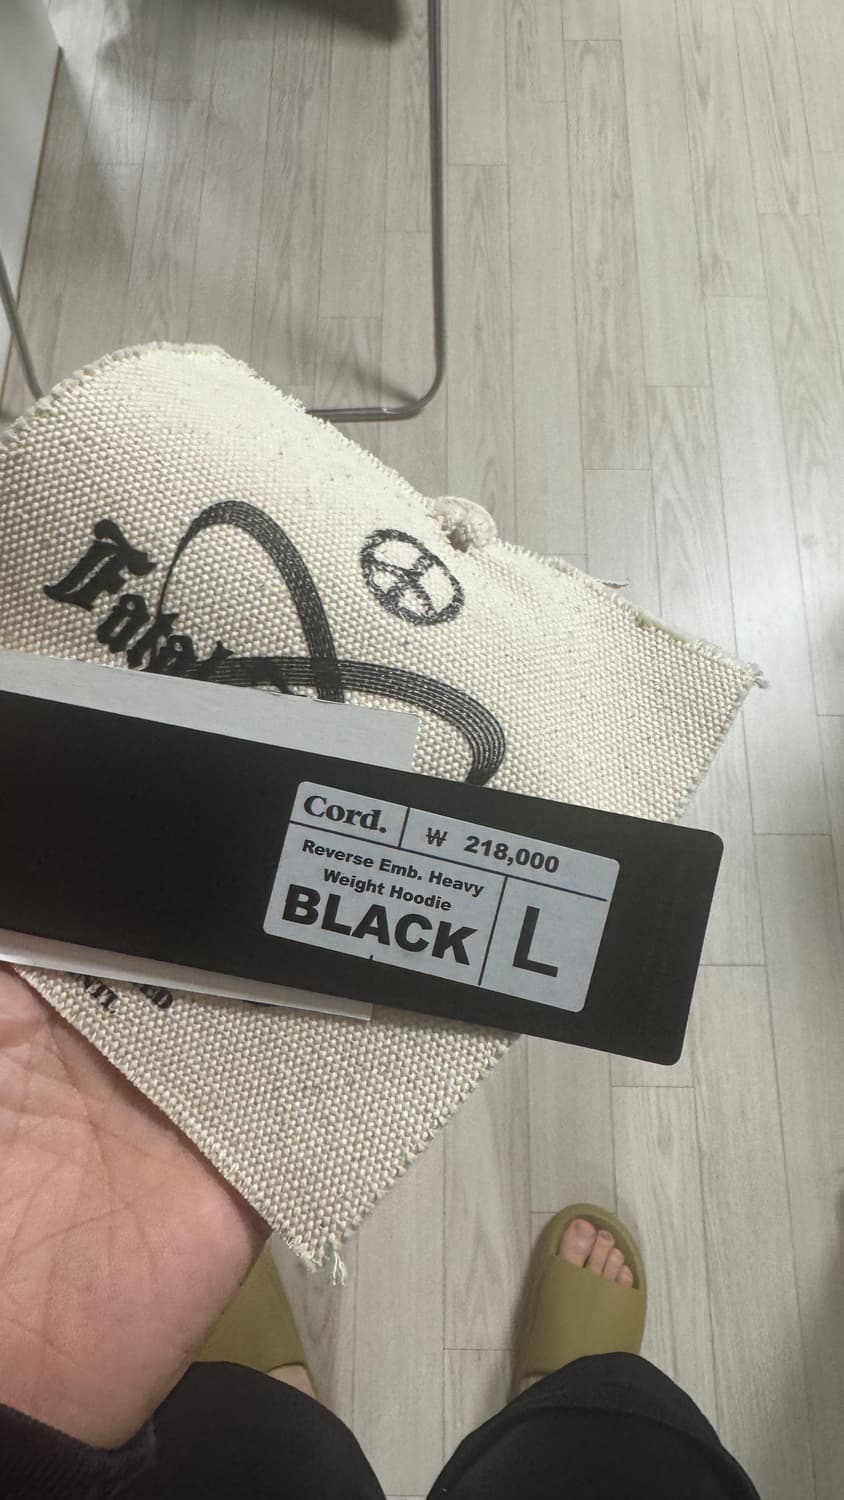 Cord.
₩ 218,000
Reverse Emb. Heavy
Weight Hoodie
BLACK
L